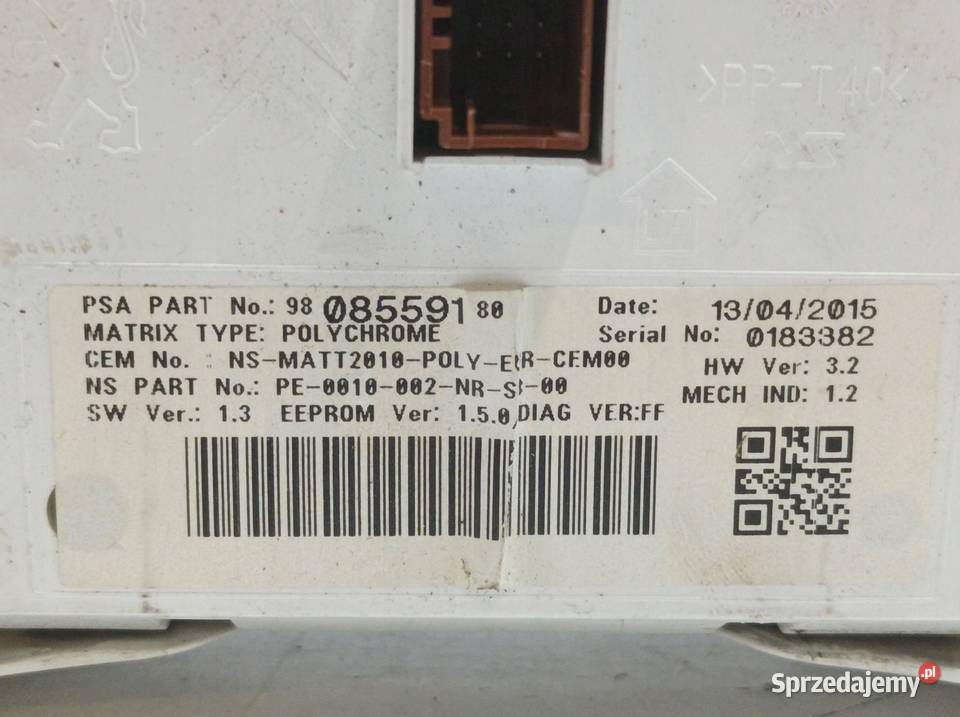 >PP-T40<
PSA PART No.: 98 085591 80
Date: 13/04/2015
MATRIX TYPE: POLYCHROME
Serial No: 0183382
CEM No. : NS-MATT2010-POLY-E R-CEM00
HW Ver: 3.2
NS PART No.: PE-0010-002-NR-S -00
MECH IND: 1.2
SW Ver.: 1.3 EEPROM Ver: 1.5.0 DIAG VER:FF
Sprzedajemy.pl